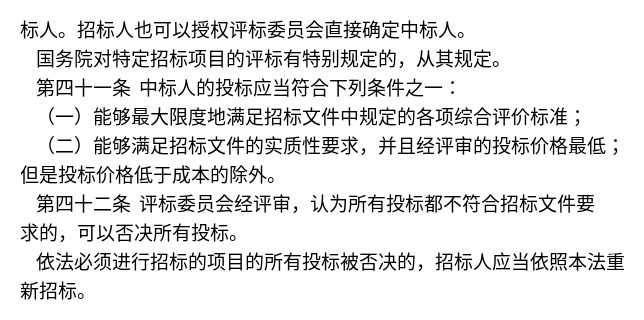 标人。招标人也可以授权评标委员会直接确定中标人。
国务院对特定招标项目的评标有特别规定的，从其规定。
第四十一条 中标人的投标应当符合下列条件之一：
（一）能够最大限度地满足招标文件中规定的各项综合评价标准；
（二）能够满足招标文件的实质性要求，并且经评审的投标价格最低；
但是投标价格低于成本的除外。
第四十二条 评标委员会经评审，认为所有投标都不符合招标文件要
求的，可以否决所有投标。
依法必须进行招标的项目的所有投标被否决的，招标人应当依照本法重
新招标。